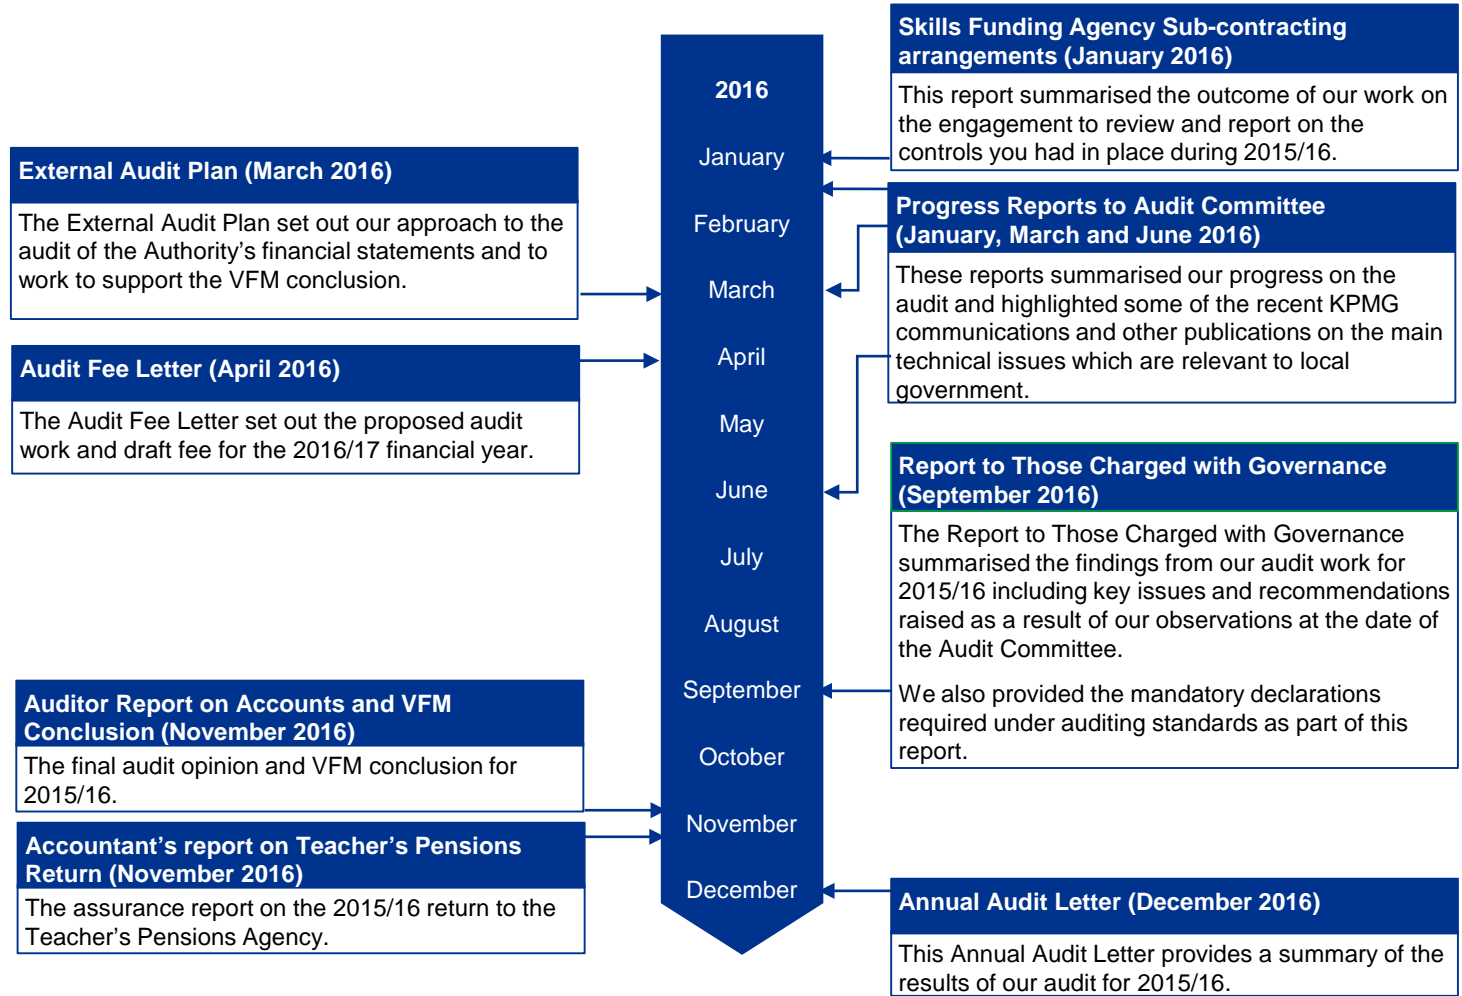 2016
January
February
March
April
May
June
July
August
September
October
November
December
External Audit Plan (March 2016)
The External Audit Plan set out our approach to the
audit of the Authority’s financial statements and to
work to support the VFM conclusion.
Audit Fee Letter (April 2016)
The Audit Fee Letter set out the proposed audit
work and draft fee for the 2016/17 financial year.
Auditor Report on Accounts and VFM
Conclusion (November 2016)
The final audit opinion and VFM conclusion for
2015/16.
Accountant’s report on Teacher’s Pensions
Return (November 2016)
The assurance report on the 2015/16 return to the
Teacher’s Pensions Agency.
Skills Funding Agency Sub-contracting
arrangements (January 2016)
This report summarised the outcome of our work on
the engagement to review and report on the
controls you had in place during 2015/16.
Progress Reports to Audit Committee
(January, March and June 2016)
These reports summarised our progress on the
audit and highlighted some of the recent KPMG
communications and other publications on the main
technical issues which are relevant to local
government.
Report to Those Charged with Governance
(September 2016)
The Report to Those Charged with Governance
summarised the findings from our audit work for
2015/16 including key issues and recommendations
raised as a result of our observations at the date of
the Audit Committee.
We also provided the mandatory declarations
required under auditing standards as part of this
report.
Annual Audit Letter (December 2016)
This Annual Audit Letter provides a summary of the
results of our audit for 2015/16.